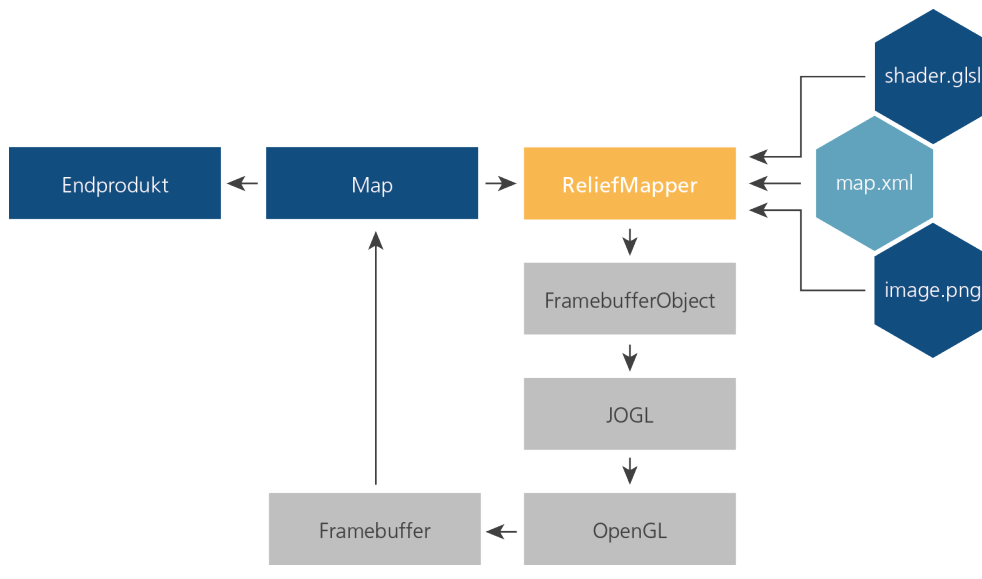 shader.glsl
Endprodukt
Map
ReliefMapper
map.xml
FramebufferObject
image.png
JOGL
Framebuffer
OpenGL